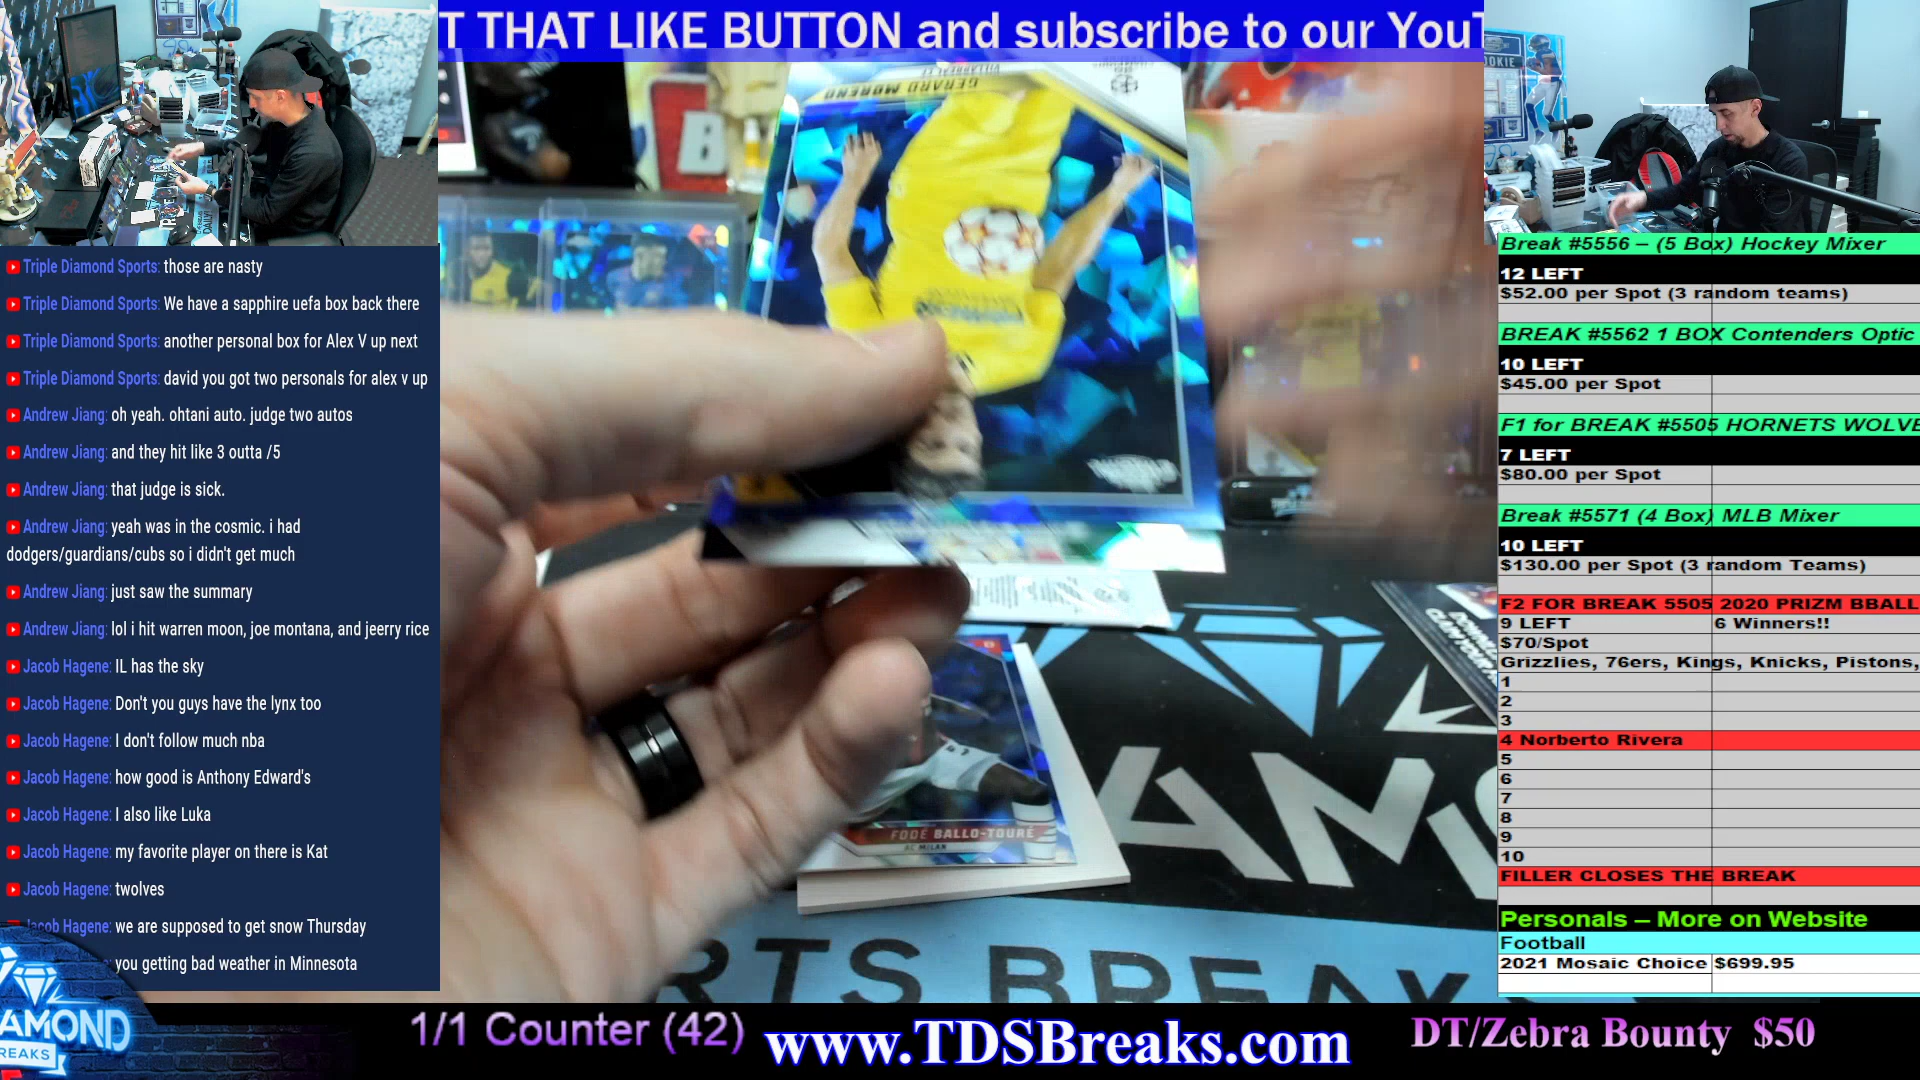 T THAT LIKE BUTTON and subscribe to our YouT
Triple Diamond Sports: those are nasty
Triple Diamond Sports: We have a sapphire uefa box back there
Triple Diamond Sports: another personal box for Alex V up next
Triple Diamond Sports: david you got two personals for alex v up
Andrew Jiang: oh yeah. ohtani auto. judge two autos
Andrew Jiang: and they hit like 3 outta /5
Andrew Jiang: that judge is sick.
Andrew Jiang: yeah was in the cosmic. i had
dodgers/guardians/cubs so i didn't get much
Andrew Jiang: just saw the summary
Andrew Jiang: lol i hit warren moon, joe montana, and jeerry rice
Jacob Hagene: IL has the sky
Jacob Hagene: Don't you guys have the lynx too
Jacob Hagene: I don't follow much nba
Jacob Hagene: how good is Anthony Edward's
Jacob Hagene: I also like Luka
Jacob Hagene: my favorite player on there is Kat
Jacob Hagene: twolves
Jacob Hagene: we are supposed to get snow Thursday
you getting bad weather in Minnesota
AMOND
REAKS
GERARD MORENO
VILLARREAL CF
FODÉ BALLO-TOURÉ
AC MILAN
AM
RTS BREAK
OOKIE
Break #5556 – (5 Box) Hockey Mixer
12 LEFT
$52.00 per Spot (3 random teams)
BREAK #5562 1 BOX Contenders Optic
10 LEFT
$45.00 per Spot
F1 for BREAK #5505 HORNETS WOLVE
7 LEFT
$80.00 per Spot
Break #5571 (4 Box) MLB Mixer
10 LEFT
$130.00 per Spot (3 random Teams)
F2 FOR BREAK 5505 2020 PRIZM BBALL
9 LEFT 6 Winners!!
$70/Spot
Grizzlies, 76ers, Kings, Knicks, Pistons,
1
2
3
4 Norberto Rivera
5
6
7
8
9
10
FILLER CLOSES THE BREAK
Personals – More on Website
Football
2021 Mosaic Choice $699.95
1/1 Counter (42)
www.TDSBreaks.com
DT/Zebra Bounty $50